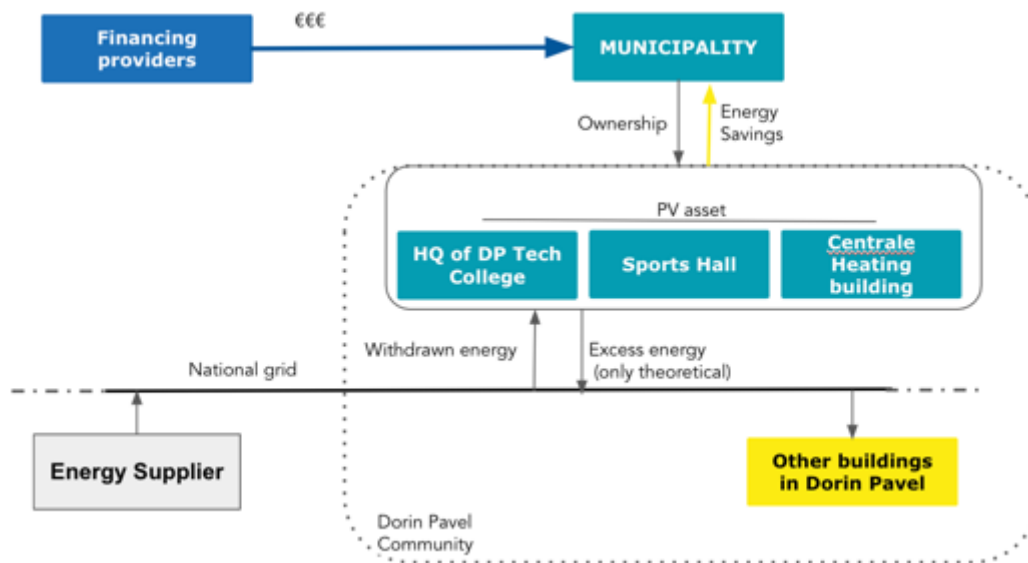 €€€
Financing
providers
MUNICIPALITY
Ownership
Energy
Savings
PV asset
HQ of DP Tech
College
Sports Hall
Centrale
Heating
building
Withdrawn energy
Excess energy
(only theoretical)
National grid
Energy Supplier
Other buildings
in Dorin Pavel
Dorin Pavel
Community